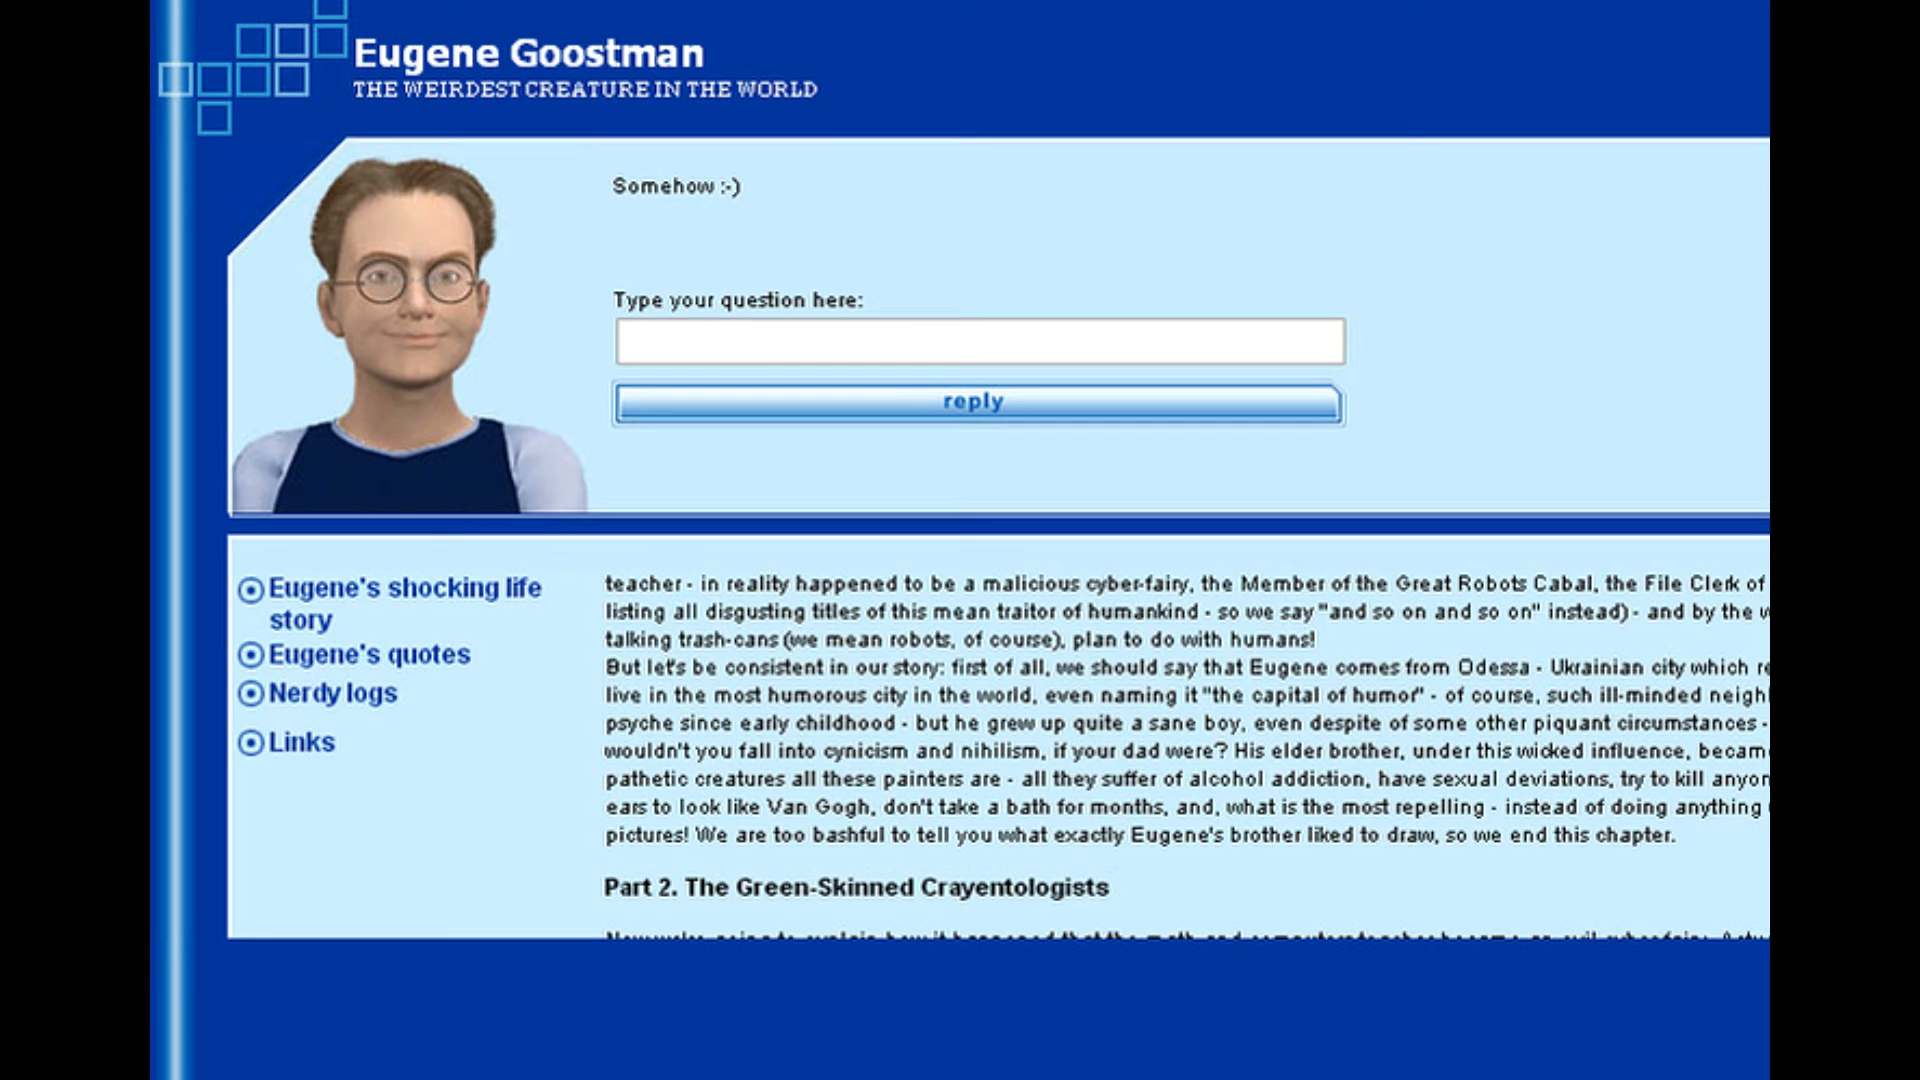 Eugene Goostman
THE WEIRDEST CREATURE IN THE WORLD
Somehow :-)
Type your question here:
reply
Eugene's shocking life
story
Eugene's quotes
Nerdy logs
Links
teacher - in reality happened to be a malicious cyber-fairy, the Member of the Great Robots Cabal, the File Clerk of
listing all disgusting titles of this mean traitor of humankind - so we say "and so on and so on" instead) - and by the
talking trash-cans (we mean robots, of course), plan to do with humans!
But let's be consistent in our story: first of all, we should say that Eugene comes from Odessa - Ukrainian city which
live in the most humorous city in the world, even naming it "the capital of humor" - of course, such ill-minded
psyche since early childhood - but he grew up quite a sane boy, even despite of some other piquant circumstances -
wouldn't you fall into cynicism and nihilism, if your dad were? His elder brother, under this wicked influence,
pathetic creatures all these painters are - all they suffer of alcohol addiction, have sexual deviations, try to kill
ears to look like Van Gogh, don't take a bath for months, and, what is the most repelling - instead of doing anything
pictures! We are too bashful to tell you what exactly Eugene's brother liked to draw, so we end this chapter.
Part 2. The Green-Skinned Crayentologists